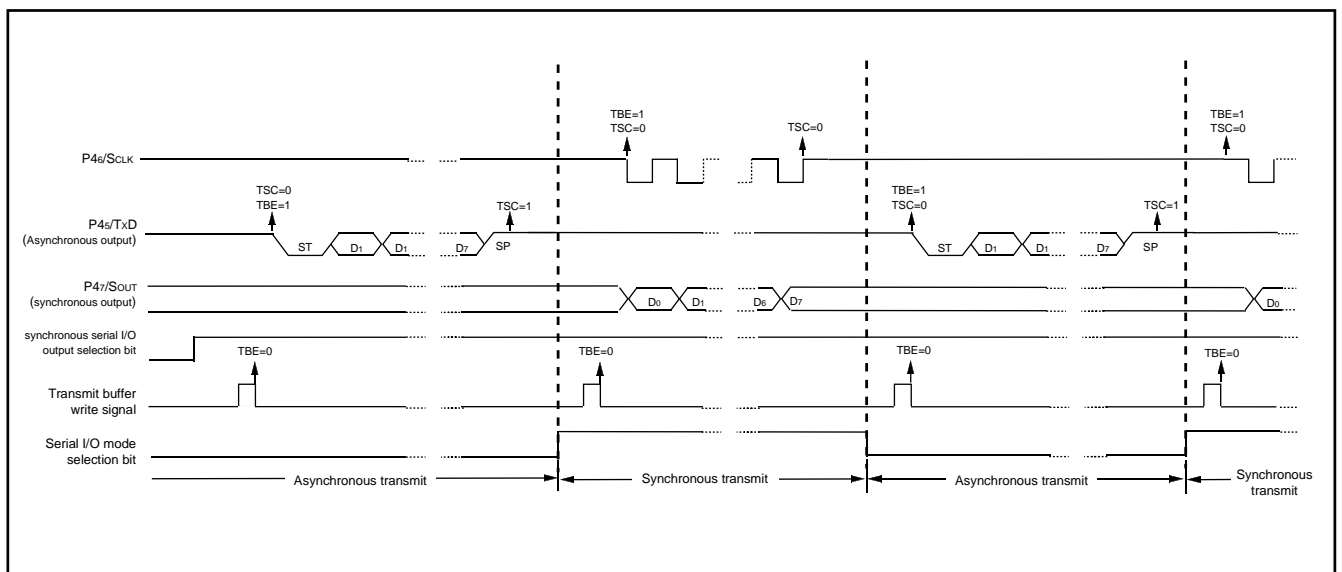 TBE=1
TSC=0
TSC=0
TBE=1
TSC=0
P46/SCLK
TSC=0
TBE=1
TSC=1
TBE=1
TSC=0
TSC=1
P45/TxD
(Asynchronous output)
ST D1 D1 D7 SP ST D1 D1 D7 SP
P47/SOUT
(synchronous output)
D0 D1 D6 D7 D0
synchronous serial I/O
output selection bit
TBE=0 TBE=0 TBE=0 TBE=0
Transmit buffer
write signal
Serial I/O mode
selection bit
Asynchronous transmit Synchronous transmit Asynchronous transmit Synchronous
transmit